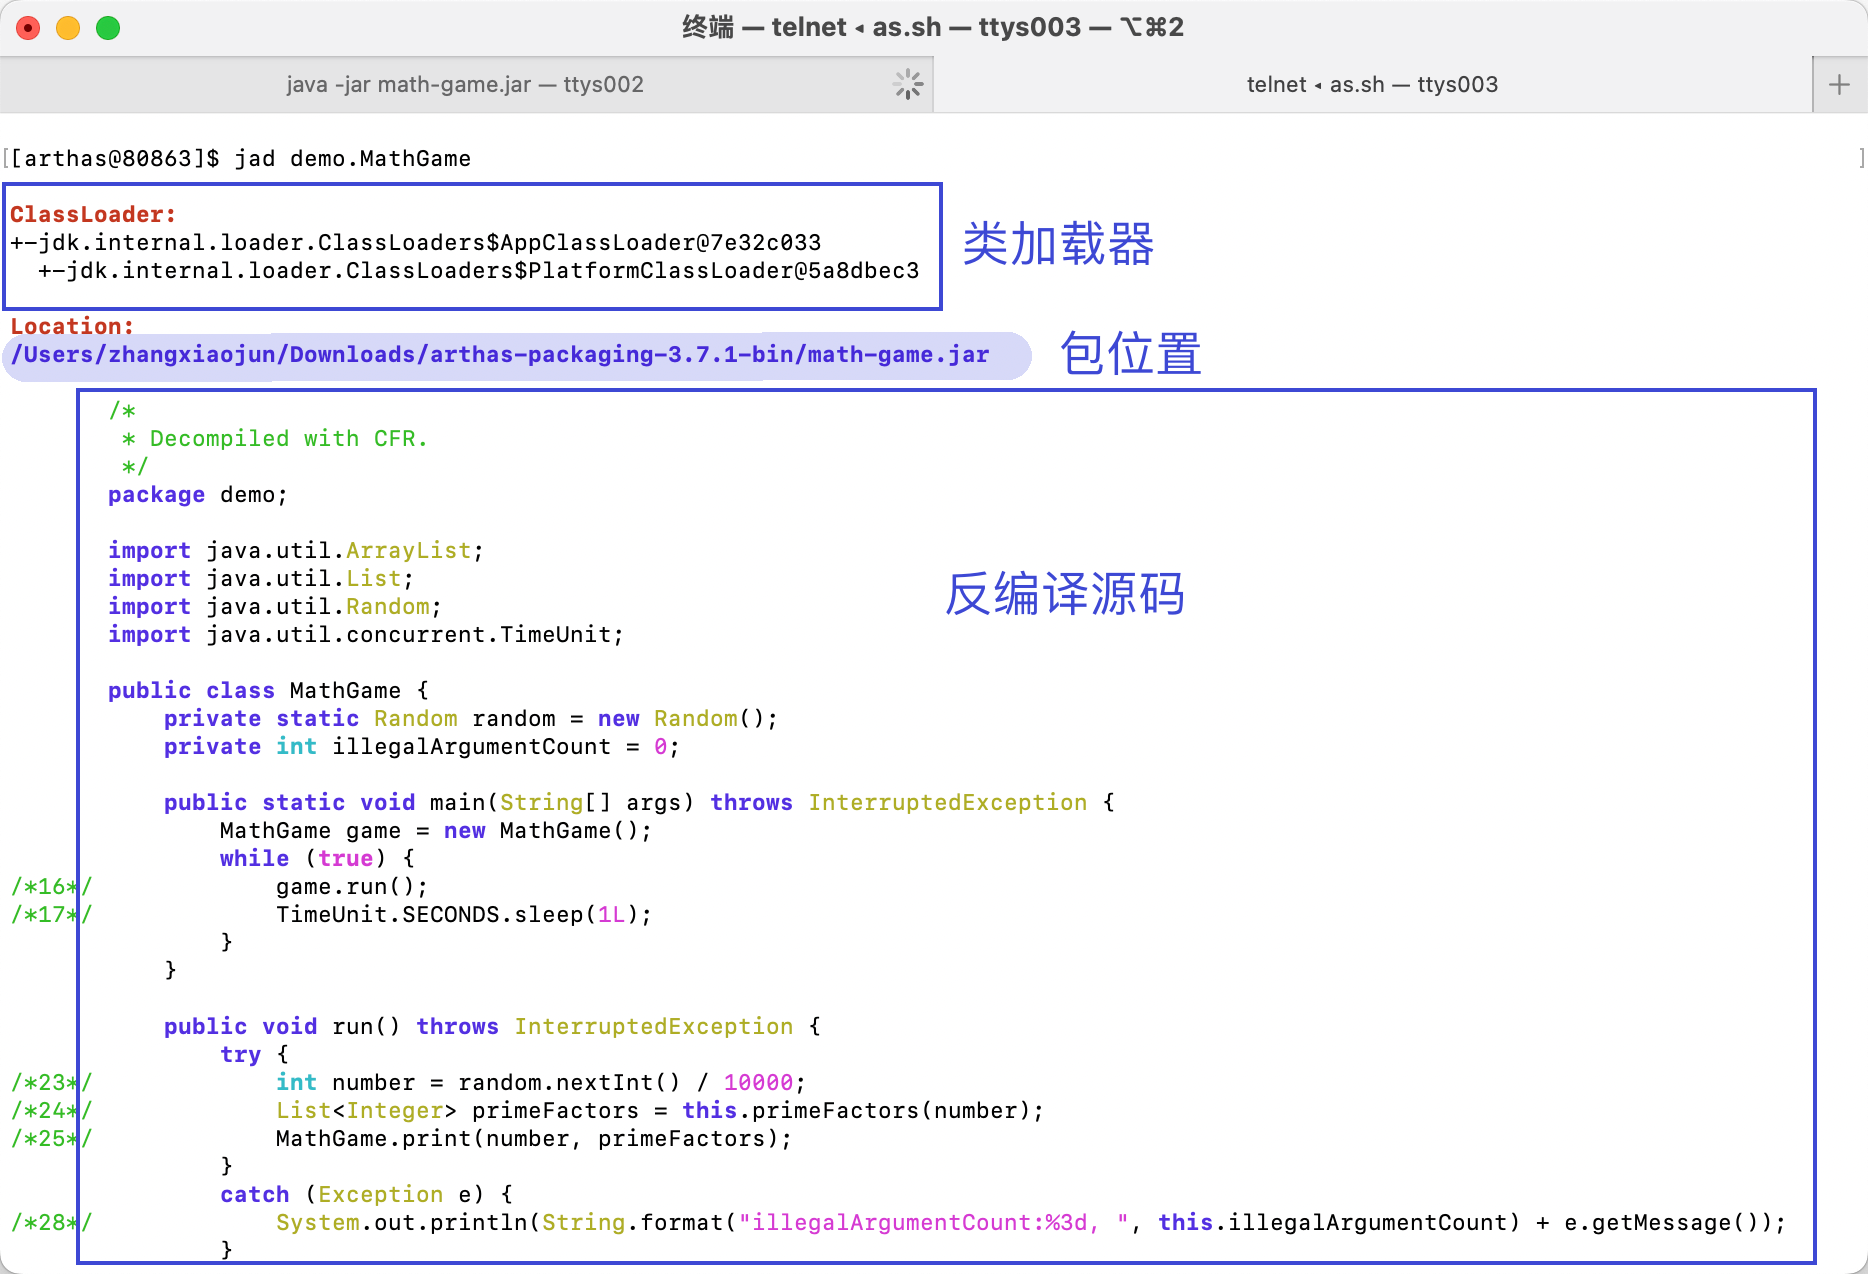 终端 — telnet ◂ as.sh — ttys003 — ⌥⌘2
java -jar math-game.jar — ttys002
telnet ◂ as.sh — ttys003
+
[[arthas@80863]$ jad demo.MathGame ]
ClassLoader:
+-jdk.internal.loader.ClassLoaders$AppClassLoader@7e32c033
  +-jdk.internal.loader.ClassLoaders$PlatformClassLoader@5a8dbec3
类加载器
Location:
/Users/zhangxiaojun/Downloads/arthas-packaging-3.7.1-bin/math-game.jar
包位置
       /*
        * Decompiled with CFR.
        */
       package demo;
       import java.util.ArrayList;
       import java.util.List;
       import java.util.Random;
       import java.util.concurrent.TimeUnit;
反编译源码
       public class MathGame {
           private static Random random = new Random();
           private int illegalArgumentCount = 0;
           public static void main(String[] args) throws InterruptedException {
               MathGame game = new MathGame();
               while (true) {
/*16*/             game.run();
/*17*/             TimeUnit.SECONDS.sleep(1L);
               }
           }
           public void run() throws InterruptedException {
               try {
/*23*/             int number = random.nextInt() / 10000;
/*24*/             List<Integer> primeFactors = this.primeFactors(number);
/*25*/             MathGame.print(number, primeFactors);
               }
               catch (Exception e) {
/*28*/             System.out.println(String.format("illegalArgumentCount:%3d, ", this.illegalArgumentCount) + e.getMessage());
               }